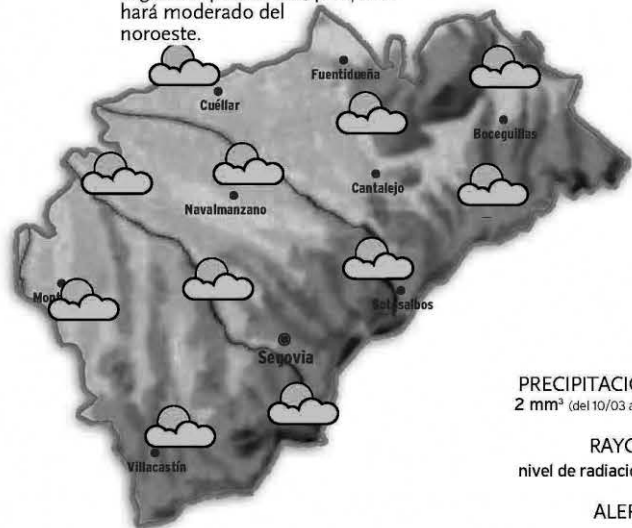 hará moderado del
noroeste.
Fuentidueña
Cuéllar
Boceguillas
Cantalejo
Navalmanzano
Segovia
Villacastín
PRECIPITACIO
2 mm³ (del 10/03 a
RAYO
nivel de radiació
ALER